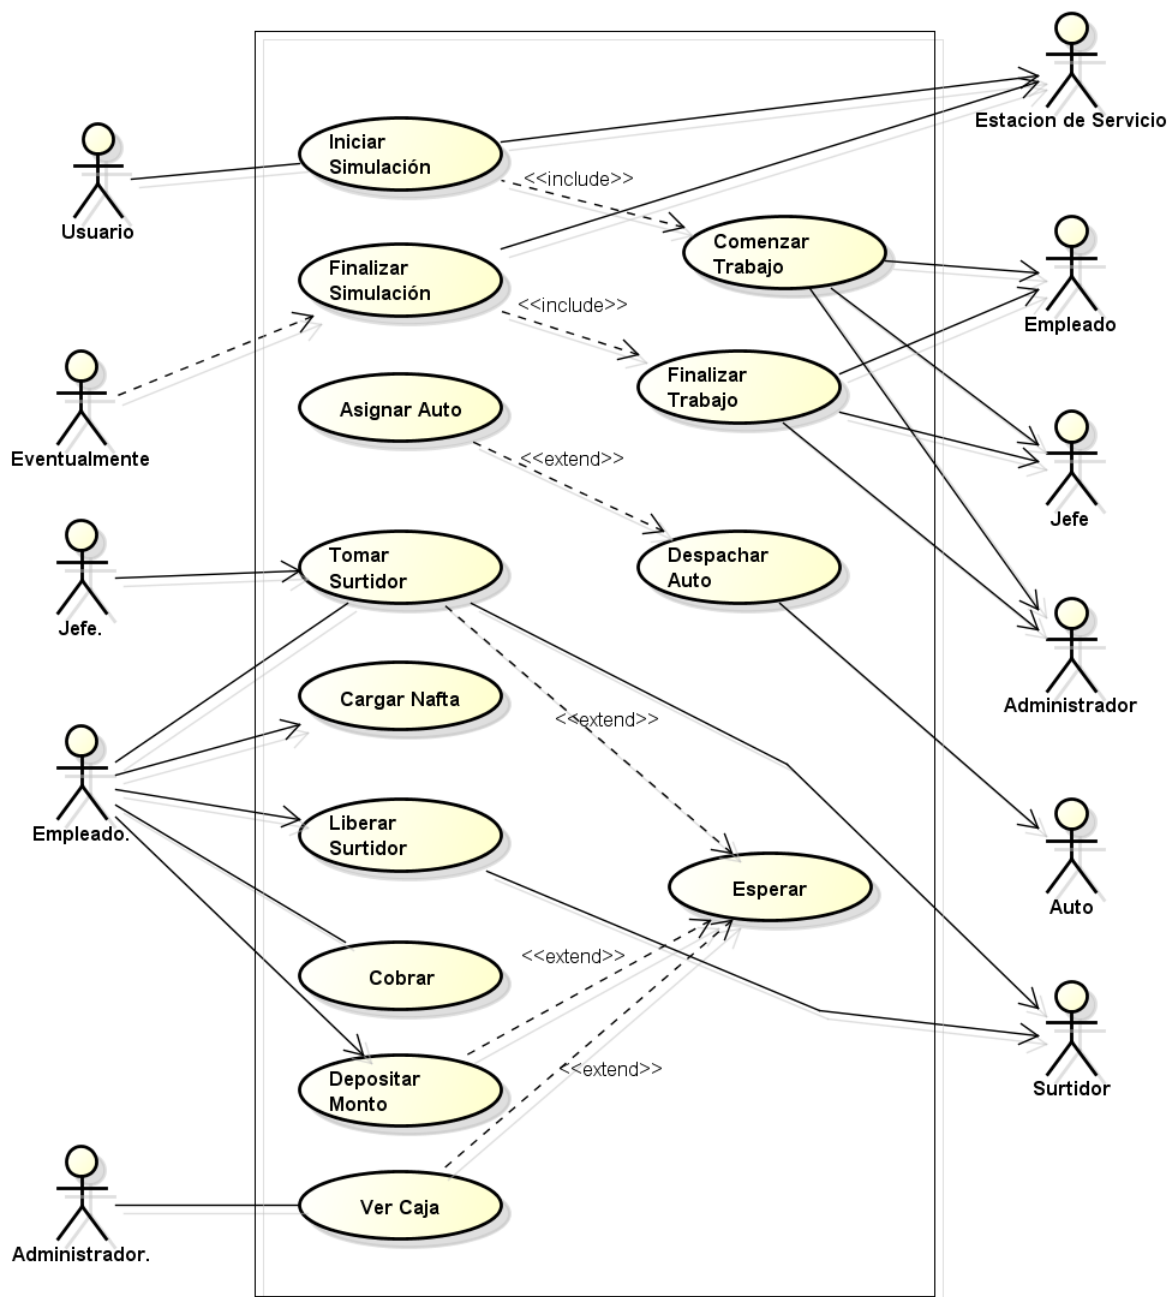 Estacion de Servicio
Iniciar
Simulación
<<include>>
Usuario
Comenzar
Trabajo
Finalizar
Simulación
<<include>>
Empleado
Finalizar
Trabajo
Asignar Auto
Eventualmente
<<extend>>
Jefe
Tomar
Surtidor
Despachar
Auto
Jefe.
Cargar Nafta
<<extend>>
Administrador
Empleado.
Liberar
Surtidor
Esperar
Auto
<<extend>>
Cobrar
<<extend>>
Depositar
Monto
Surtidor
Ver Caja
Administrador.